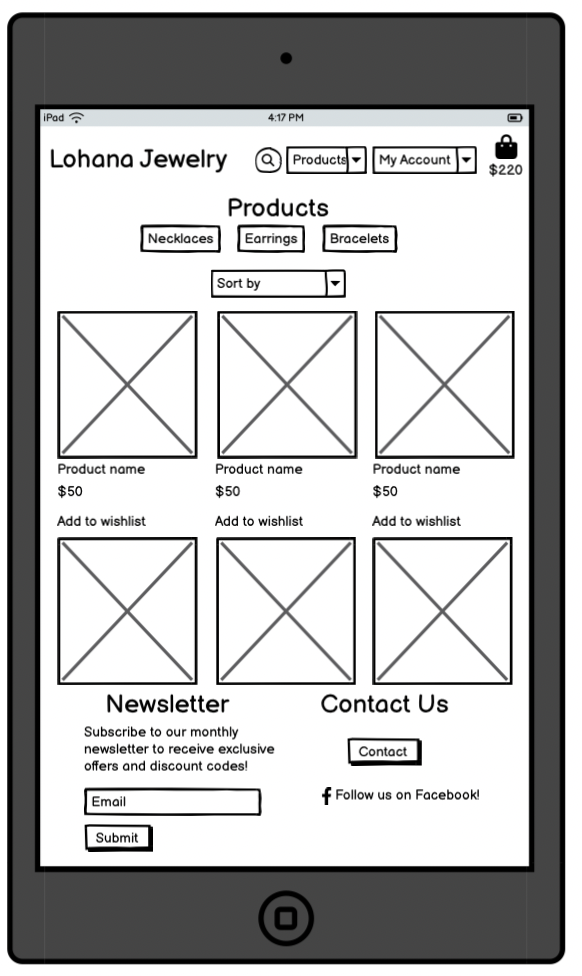 iPad 4:17 PM
Lohana Jewelry Products My Account
$220
Products
Necklaces Earrings Bracelets
Sort by
Product name Product name Product name
$50 $50 $50
Add to wishlist Add to wishlist Add to wishlist
Newsletter Contact Us
Subscribe to our monthly
newsletter to receive exclusive
offers and discount codes!
Contact
Email
Follow us on Facebook!
Submit